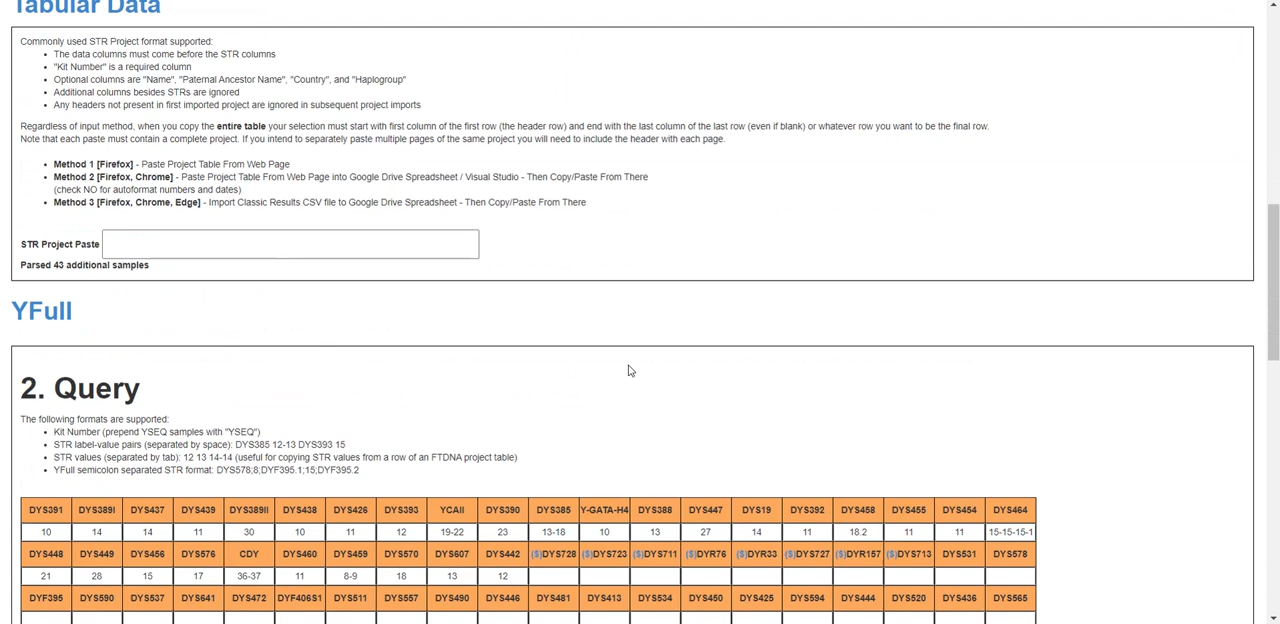 Tabular Data
Commonly used STR Project format supported:
• The data columns must come before the STR columns
• "Kit Number" is a required column
• Optional columns are "Name", "Paternal Ancestor Name", "Country", and "Haplogroup"
• Additional columns besides STRs are ignored
• Any headers not present in first imported project are ignored in subsequent project imports
Regardless of input method, when you copy the entire table your selection must start with first column of the first row (the header row) and end with the last column of the last row (even if blank) or whatever row you want to be the final row.
Note that each paste must contain a complete project. If you intend to separately paste multiple pages of the same project you will need to include the header with each page.
• Method 1 [Firefox] - Paste Project Table From Web Page
• Method 2 [Firefox, Chrome] - Paste Project Table From Web Page into Google Drive Spreadsheet / Visual Studio - Then Copy/Paste From There
(check NO for autoformat numbers and dates)
• Method 3 [Firefox, Chrome, Edge] - Import Classic Results CSV file to Google Drive Spreadsheet - Then Copy/Paste From There
STR Project Paste
Parsed 43 additional samples
YFull
2. Query
The following formats are supported:
• Kit Number (prepend YSEQ samples with "YSEQ")
• STR label-value pairs (separated by space): DYS385 12-13 DYS393 15
• STR values (separated by tab): 12 13 14-14 (useful for copying STR values from a row of an FTDNA project table)
• YFull semicolon separated STR format: DYS578;8;DYF395.1;15;DYF395.2
DYS391 DYS389I DYS437 DYS439 DYS389II DYS438 DYS426 DYS393 YCAII DYS390 DYS385 Y-GATA-H4 DYS388 DYS447 DYS19 DYS392 DYS458 DYS455 DYS454 DYS464
10 14 14 11 30 10 11 12 19-22 23 13-18 10 13 27 14 11 18.2 11 11 15-15-15-1
DYS448 DYS449 DYS456 DYS576 CDY DYS460 DYS459 DYS570 DYS607 DYS442 ($)DYS728 ($)DYS723 ($)DYS711 ($)DYR76 ($)DYR33 ($)DYS727 ($)DYR157 ($)DYS713 DYS531 DYS578
21 28 15 17 36-37 11 8-9 18 13 12
DYF395 DYS590 DYS537 DYS641 DYS472 DYF406S1 DYS511 DYS557 DYS490 DYS446 DYS481 DYS413 DYS534 DYS450 DYS425 DYS594 DYS444 DYS520 DYS436 DYS565